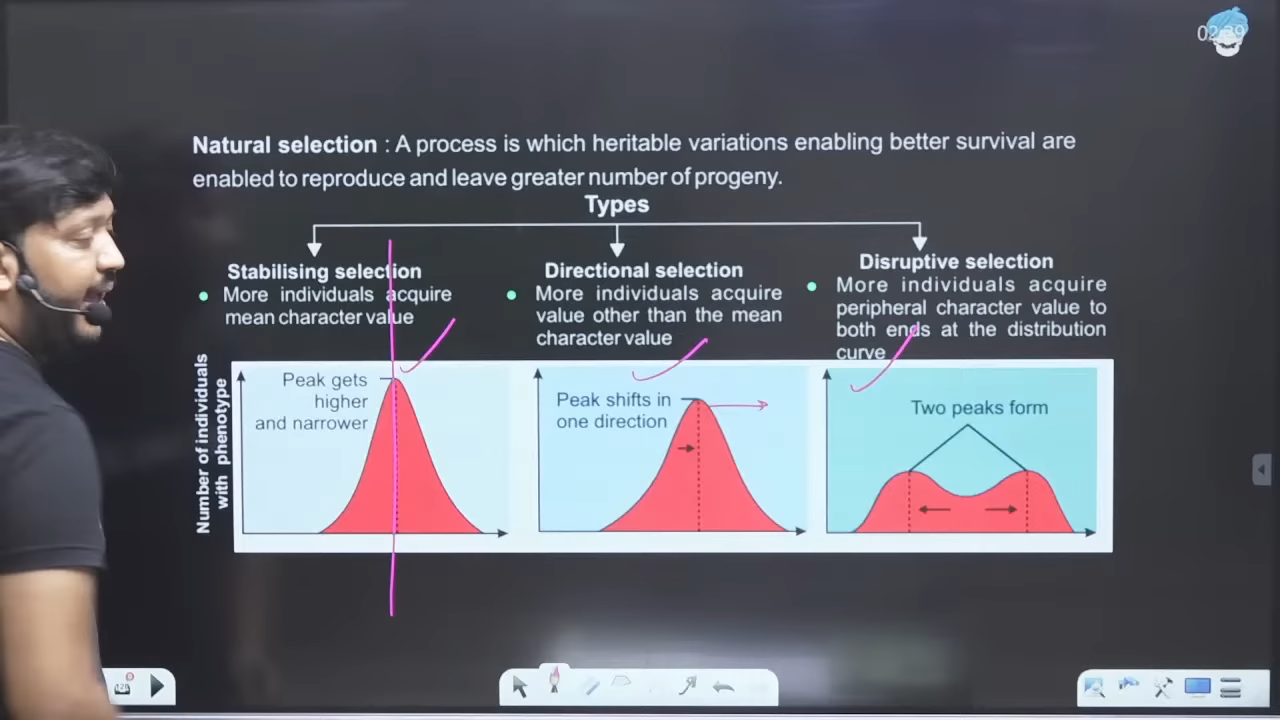 02:39
Natural selection : A process is which heritable variations enabling better survival are
enabled to reproduce and leave greater number of progeny.
Types
Stabilising selection
More individuals acquire
mean character value
Directional selection
More individuals acquire
value other than the mean
character value
Disruptive selection
More individuals acquire
peripheral character value to
both ends at the distribution
curve
Number of individuals
with phenotype
Peak gets
higher
and narrower
Peak shifts in
one direction
Two peaks form